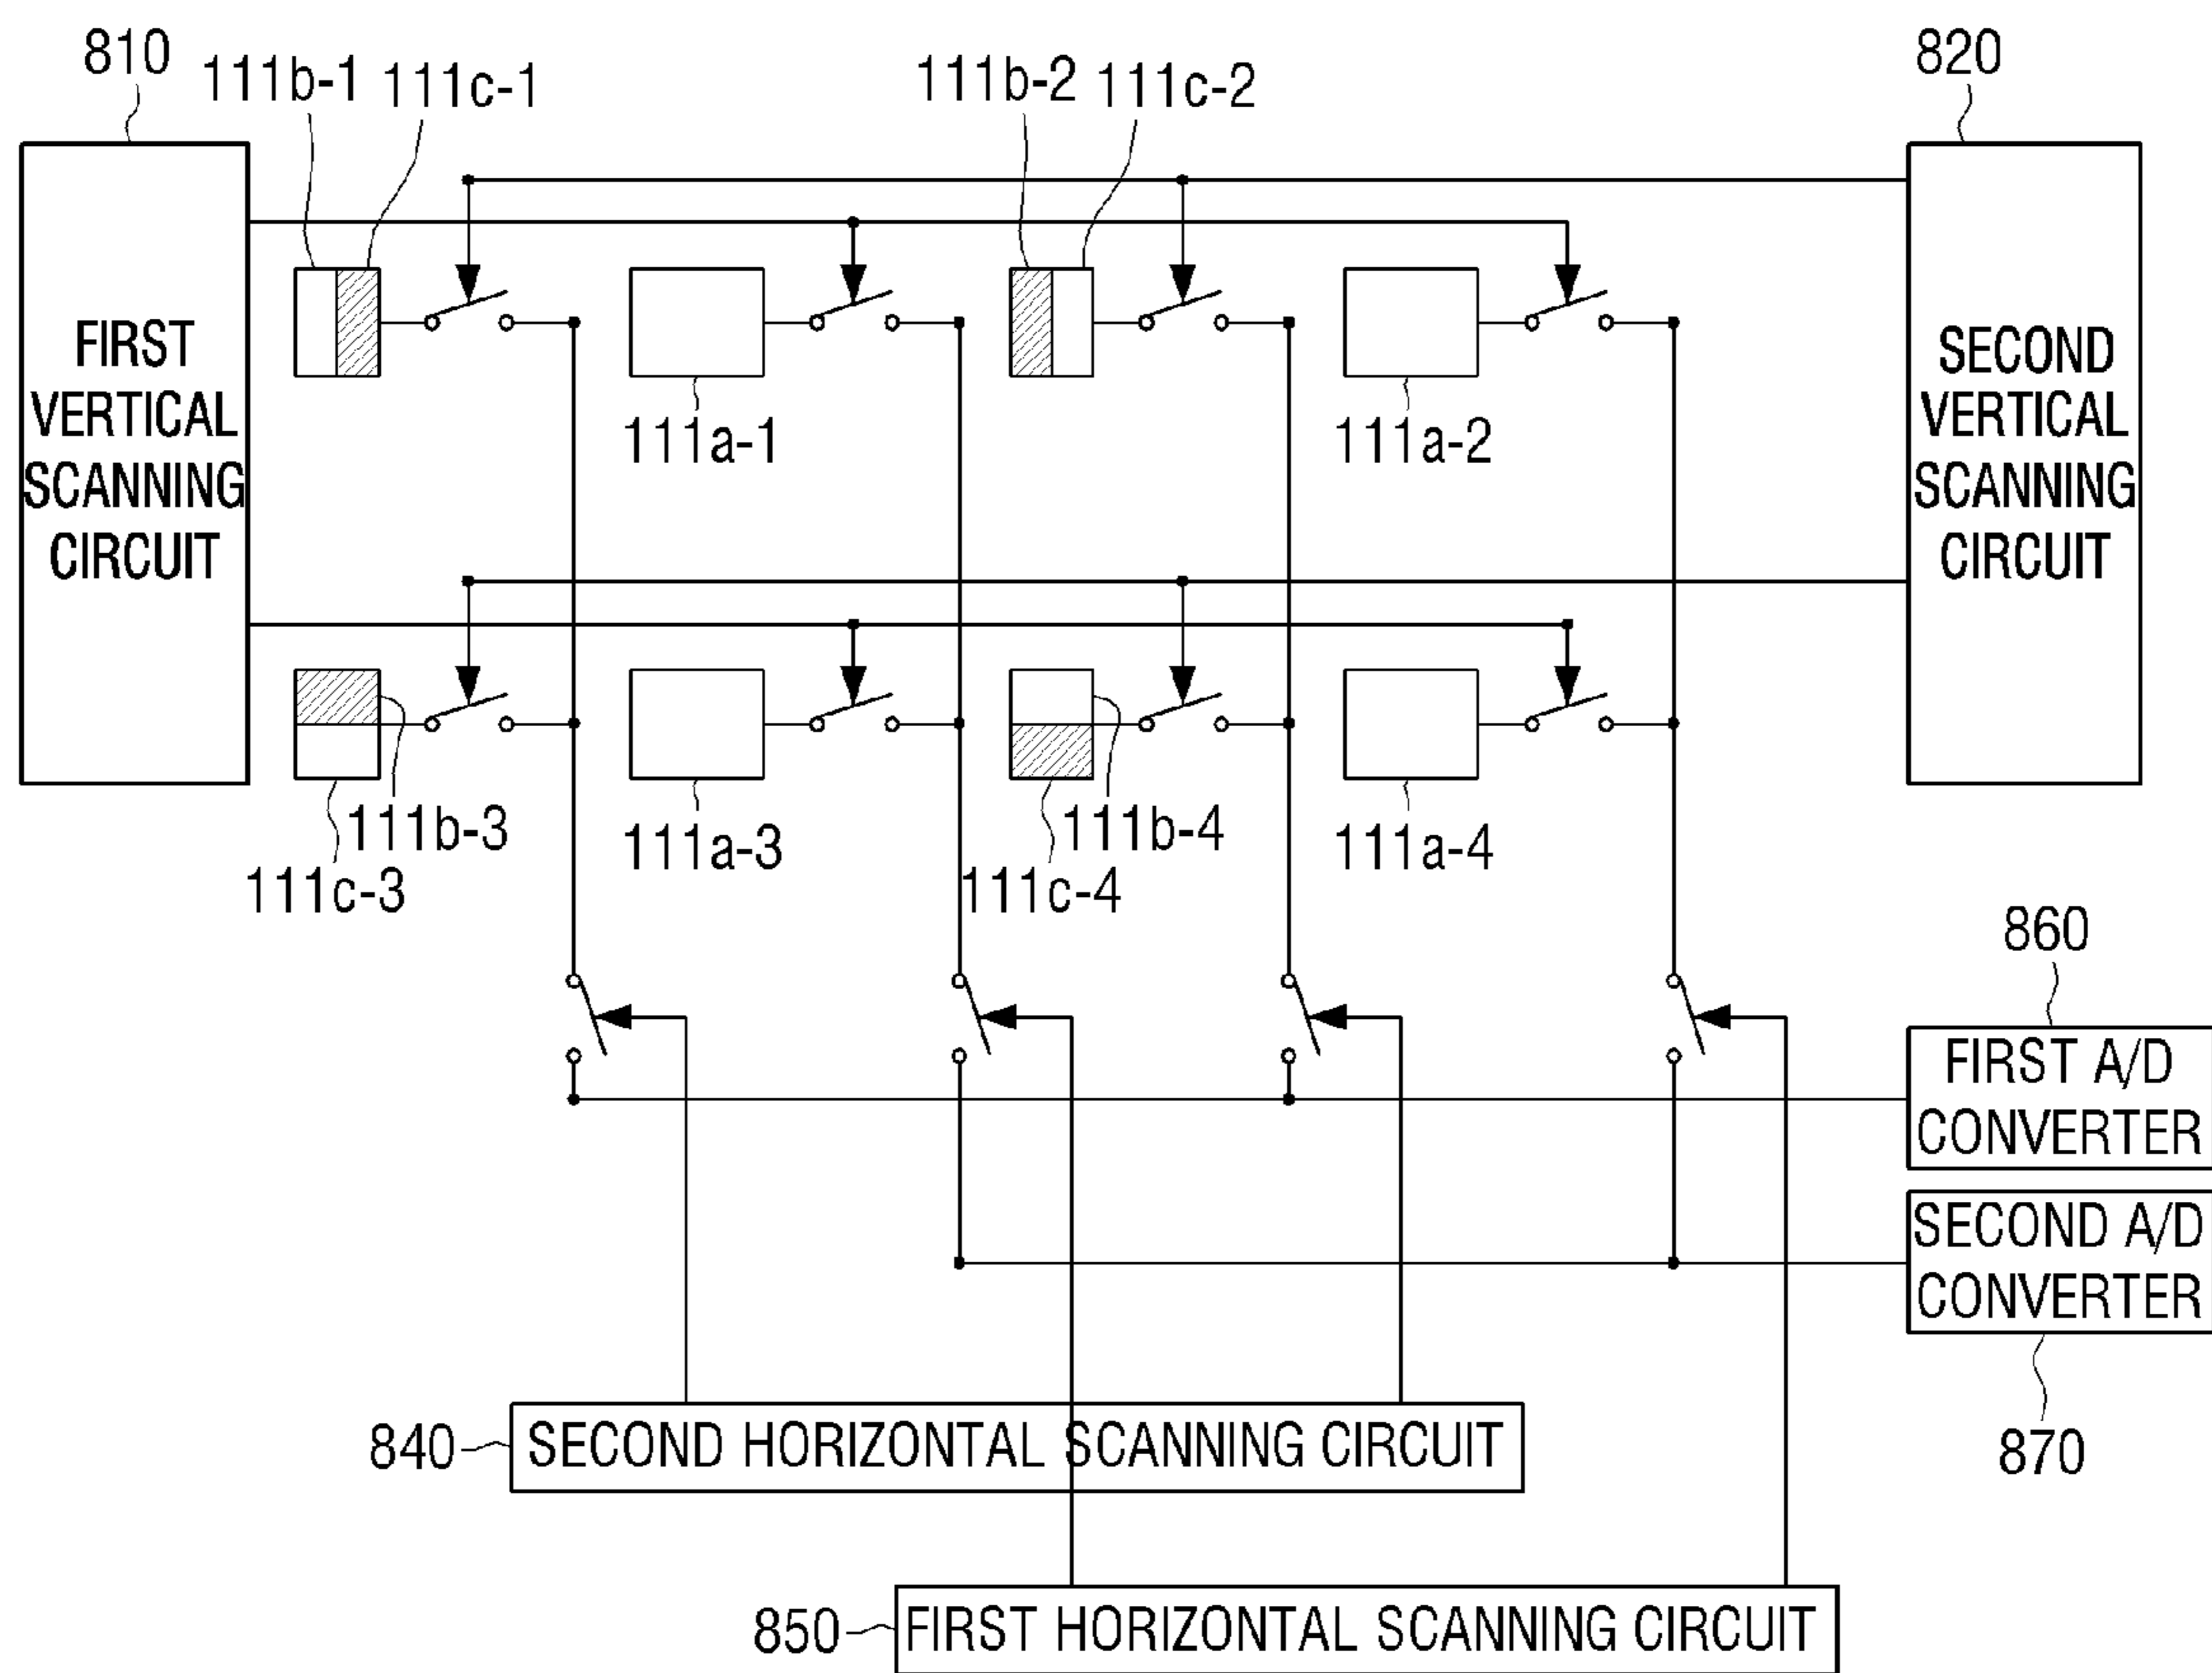 810
111b-1 111c-1
111b-2 111c-2
820
FIRST
VERTICAL
SCANNING
CIRCUIT
SECOND
VERTICAL
SCANNING
CIRCUIT
111a-1
111a-2
111b-3
111c-3
111a-3
111b-4
111c-4
111a-4
860
FIRST A/D
CONVERTER
SECOND A/D
CONVERTER
870
840
SECOND HORIZONTAL SCANNING CIRCUIT
850
FIRST HORIZONTAL SCANNING CIRCUIT